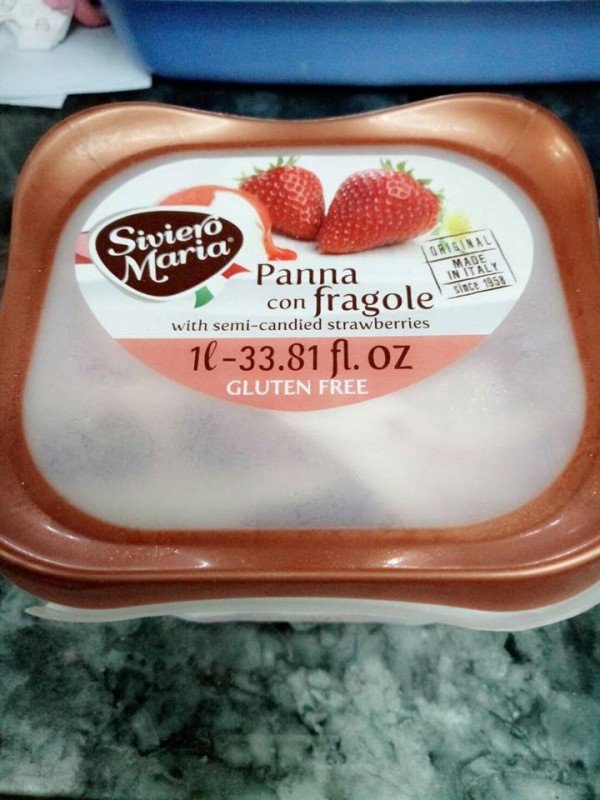 Siviero
Maria®
ORIGINAL
MADE
IN ITALY
since 1958
Panna
con fragole
with semi-candied strawberries
1l-33.81 fl. oz
GLUTEN FREE